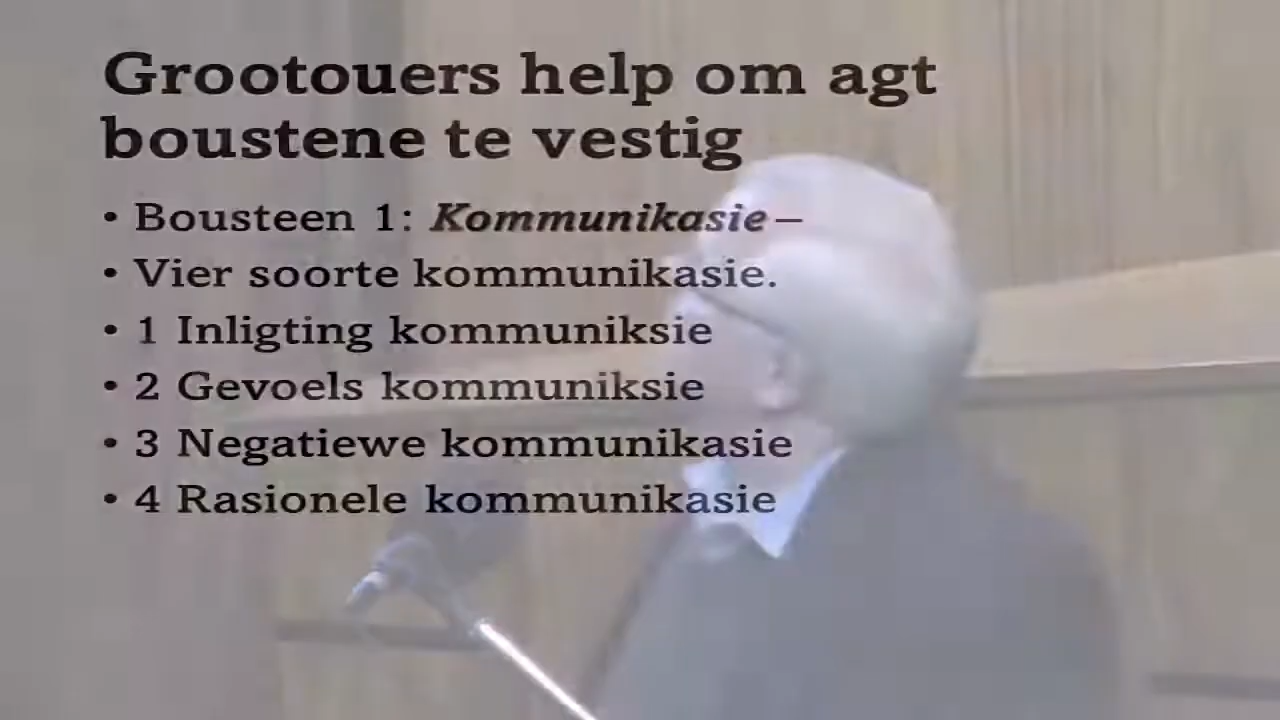 Grootouers help om agt
boustene te vestig
• Bousteen 1: Kommunikasie –
• Vier soorte kommunikasie.
• 1 Inligting kommuniksie
• 2 Gevoels kommuniksie
• 3 Negatiewe kommunikasie
• 4 Rasionele kommunikasie